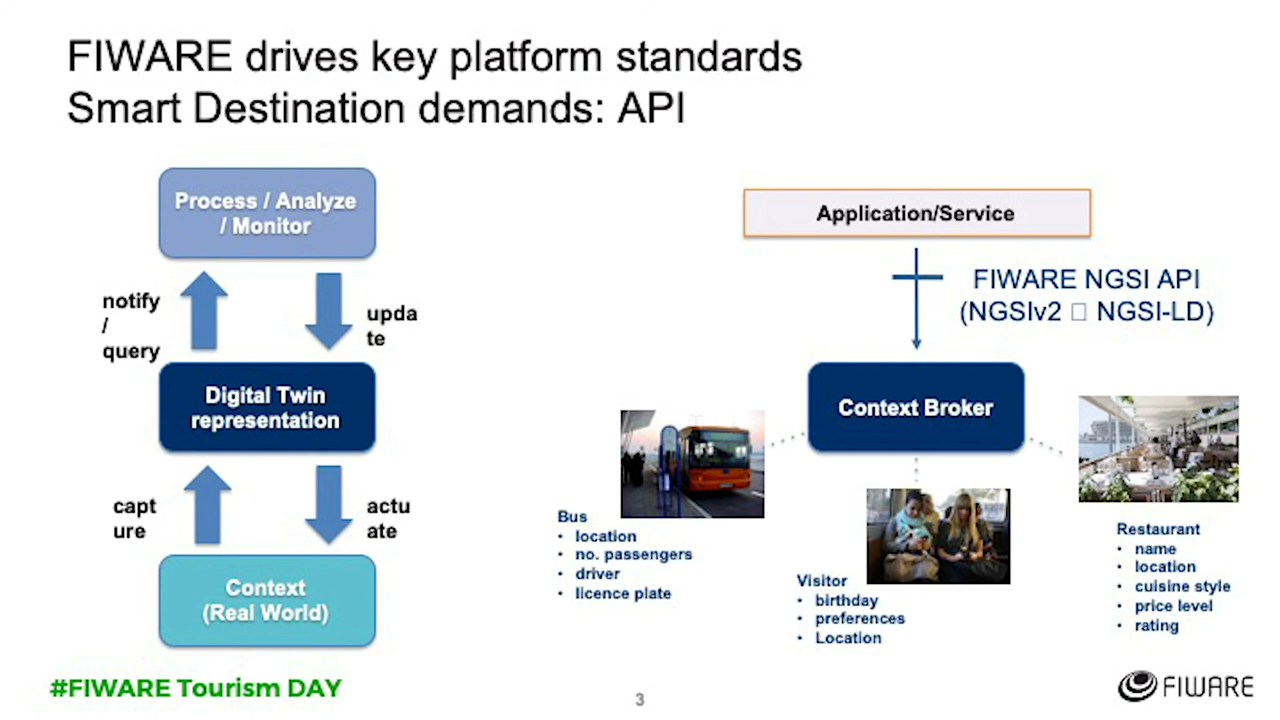 FIWARE drives key platform standards
Smart Destination demands: API
Process / Analyze
/ Monitor
notify
/
query
upda
te
Digital Twin
representation
capt
ure
actu
ate
Context
(Real World)
Application/Service
FIWARE NGSI API
(NGSIv2 □ NGSI-LD)
Context Broker
Bus
• location
• no. passengers
• driver
• licence plate
Visitor
• birthday
• preferences
• Location
Restaurant
• name
• location
• cuisine style
• price level
• rating
#FIWARE Tourism DAY
3
FIWARE